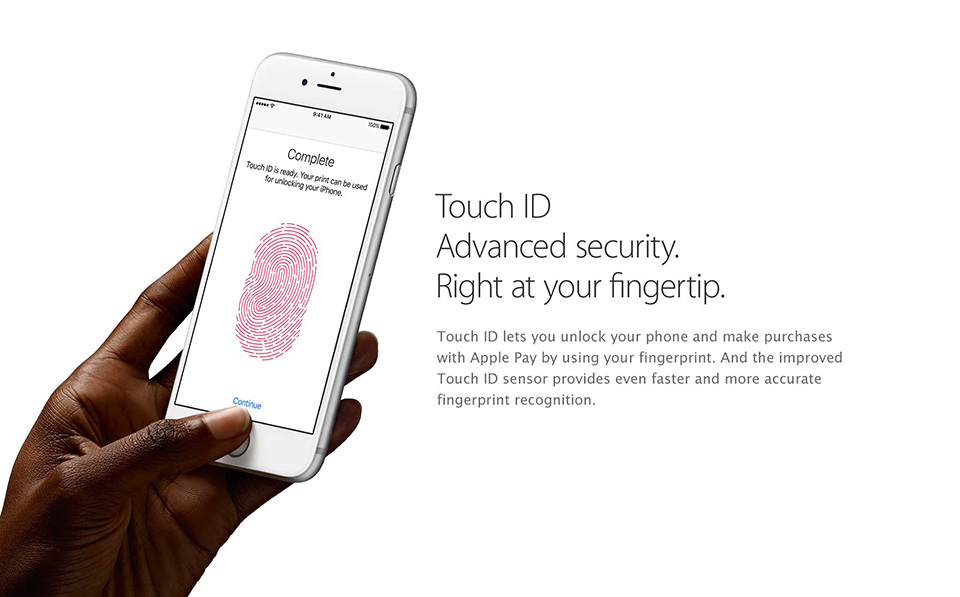 9:41 AM
100%
Complete
Touch ID is ready. Your print can be used
for unlocking your iPhone.
Continue
Touch ID
Advanced security.
Right at your fingertip.
Touch ID lets you unlock your phone and make purchases
with Apple Pay by using your fingerprint. And the improved
Touch ID sensor provides even faster and more accurate
fingerprint recognition.